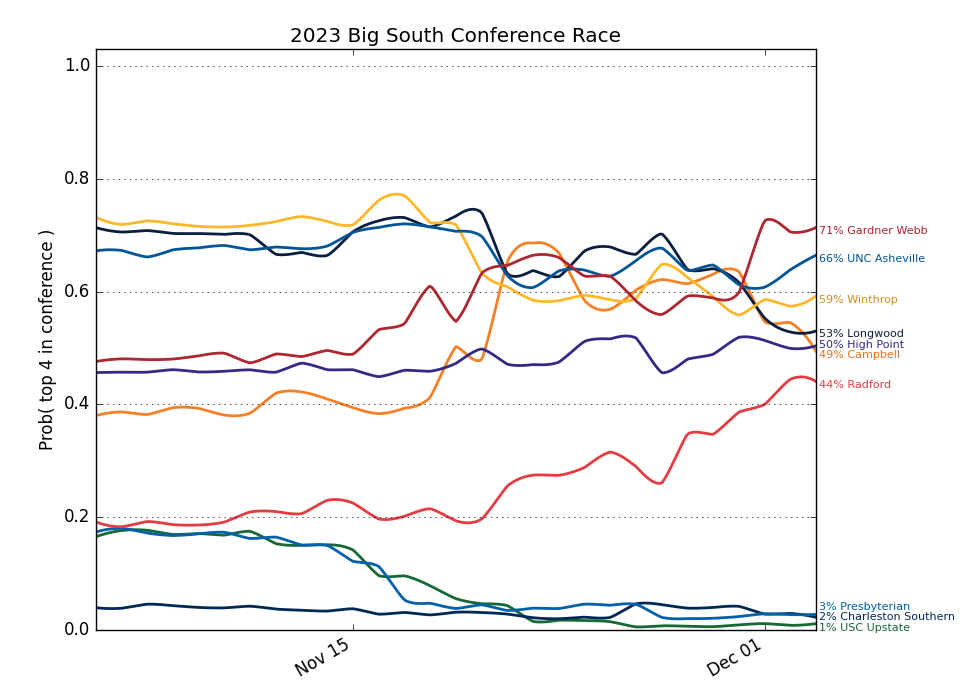 2023 Big South Conference Race
Prob( top 4 in conference )
1.0
0.8
0.6
0.4
0.2
0.0
Nov 15
Dec 01
71% Gardner Webb
66% UNC Asheville
59% Winthrop
53% Longwood
50% High Point
49% Campbell
44% Radford
3% Presbyterian
2% Charleston Southern
1% USC Upstate